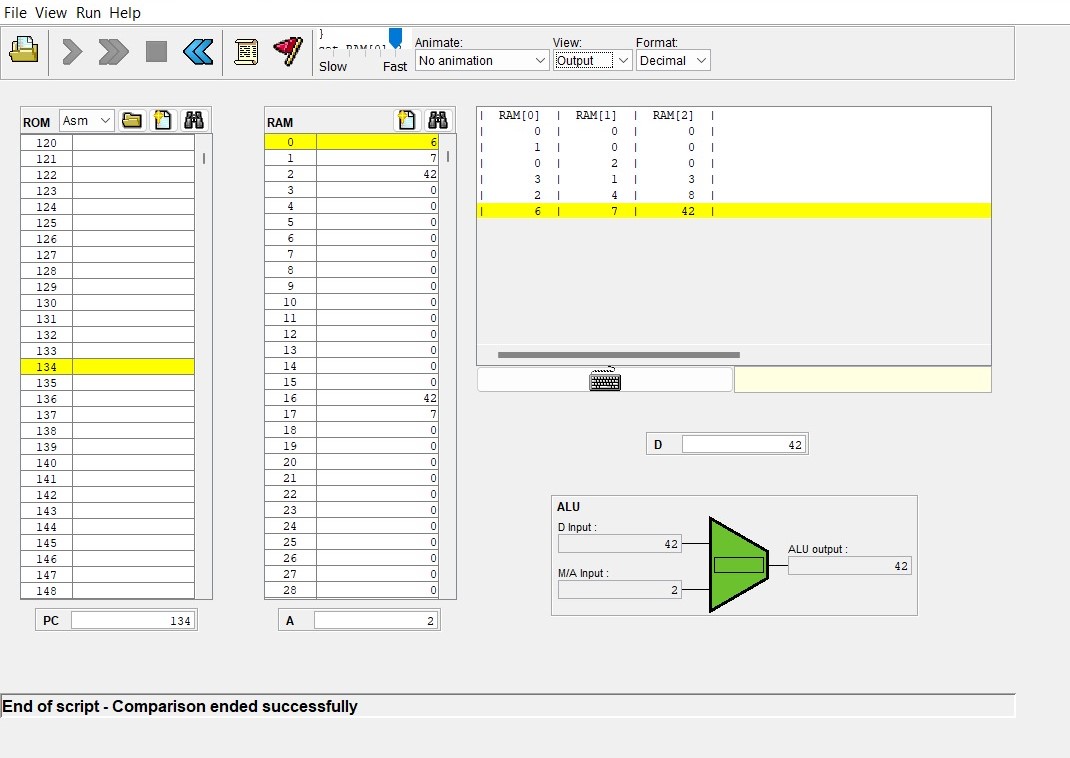 File View Run Help
}
Slow Fast
Animate:
No animation
View:
Output
Format:
Decimal
ROM Asm
120
121
122
123
124
125
126
127
128
129
130
131
132
133
134
135
136
137
138
139
140
141
142
143
144
145
146
147
148
PC 134
RAM
0 6
1 7
2 42
3 0
4 0
5 0
6 0
7 0
8 0
9 0
10 0
11 0
12 0
13 0
14 0
15 0
16 42
17 7
18 0
19 0
20 0
21 0
22 0
23 0
24 0
25 0
26 0
27 0
28 0
A 2
| RAM[0] | RAM[1] | RAM[2] |
| 0 | 0 | 0 |
| 1 | 0 | 0 |
| 0 | 2 | 0 |
| 3 | 1 | 3 |
| 2 | 4 | 8 |
| 6 | 7 | 42 |
D 42
ALU
D Input :
42
M/A Input :
2
ALU output :
42
End of script - Comparison ended successfully